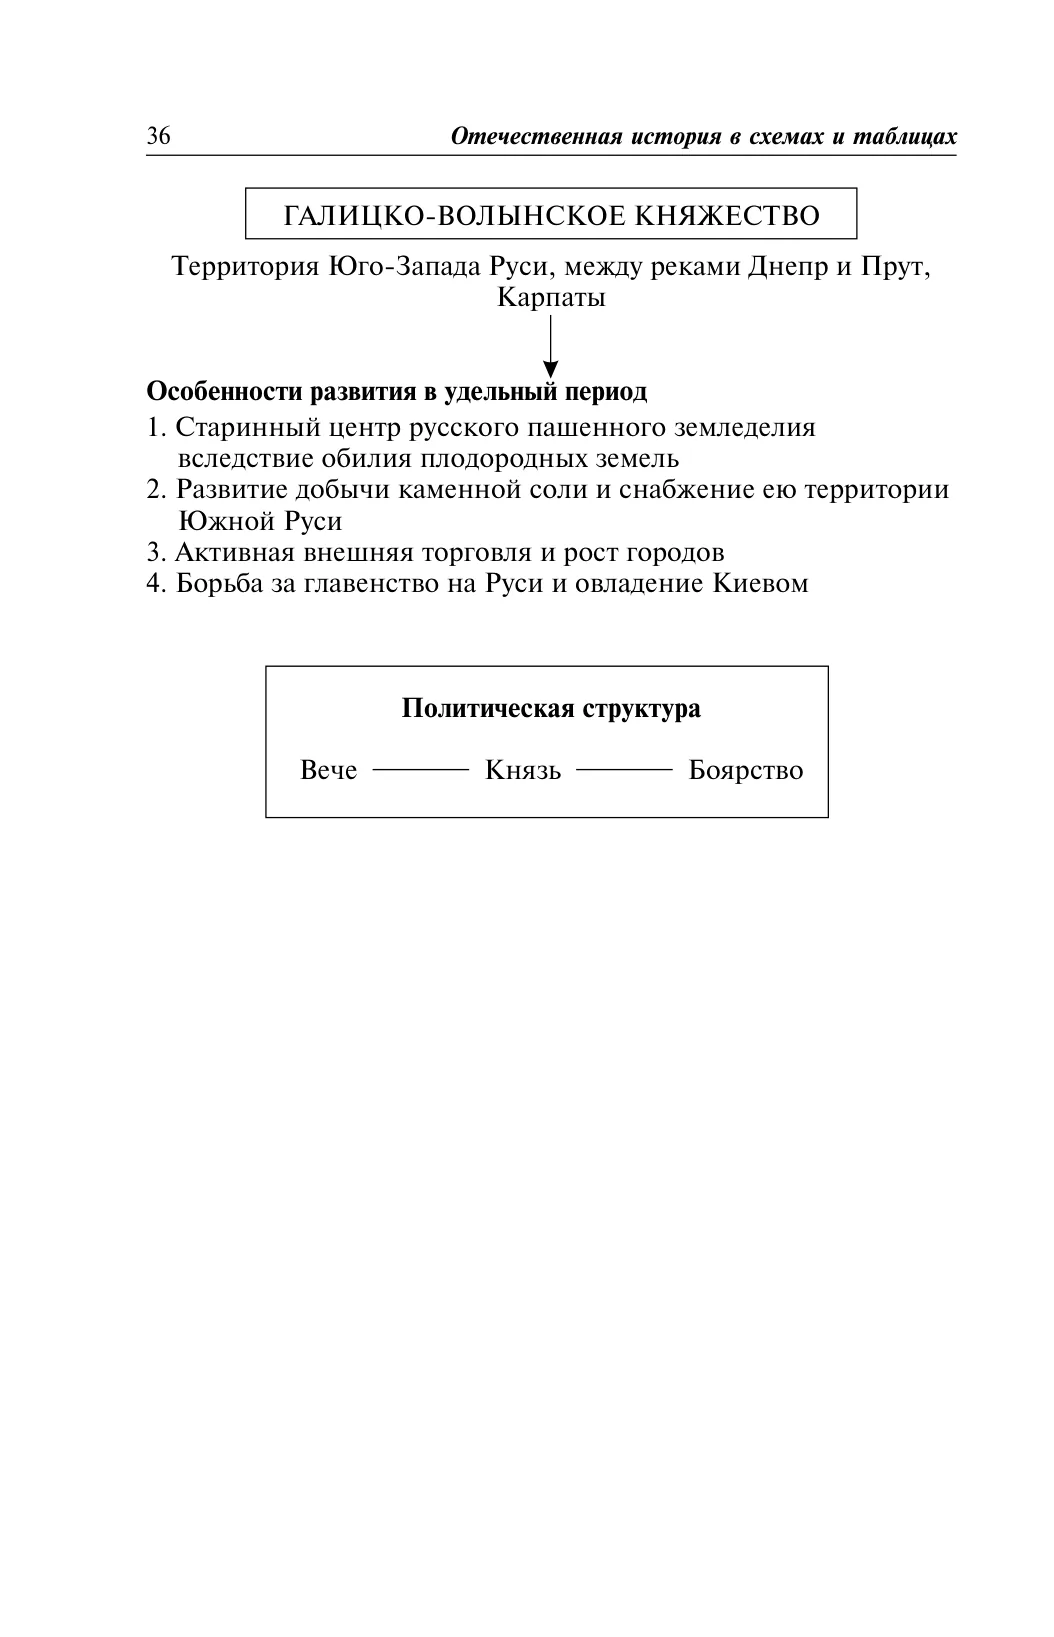 36 Отечественная история в схемах и таблицах
ГАЛИЦКО-ВОЛЫНСКОЕ КНЯЖЕСТВО
Территория Юго-Запада Руси, между реками Днепр и Прут,
Карпаты
Особенности развития в удельный период
1. Старинный центр русского пашенного земледелия
вследствие обилия плодородных земель
2. Развитие добычи каменной соли и снабжение ею территории
Южной Руси
3. Активная внешняя торговля и рост городов
4. Борьба за главенство на Руси и овладение Киевом
Политическая структура
Вече Князь Боярство